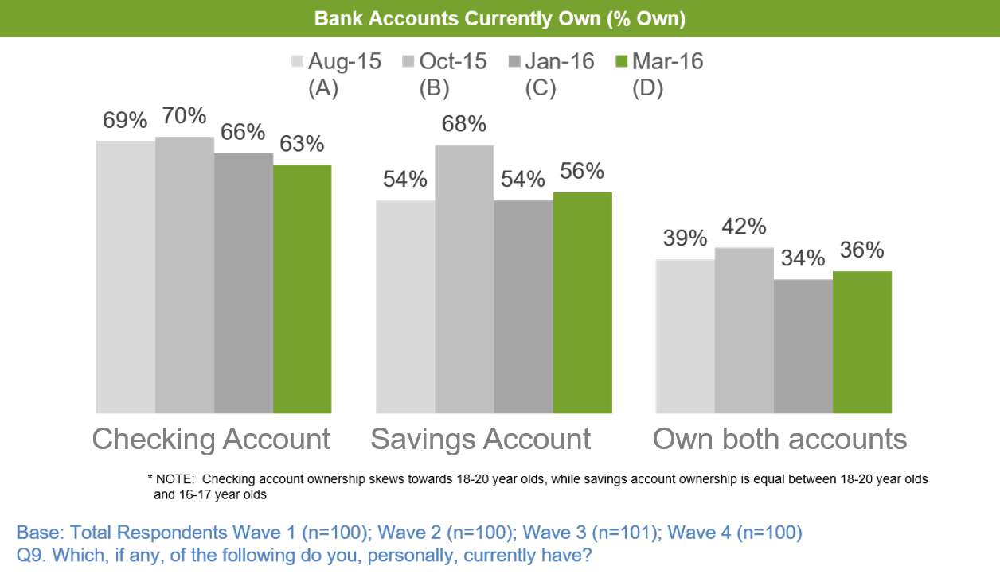 Bank Accounts Currently Own (% Own)
Aug-15 Oct-15 Jan-16 Mar-16
(A) (B) (C) (D)
69% 70% 66% 63%
54% 68% 54% 56%
39% 42% 34% 36%
Checking Account Savings Account Own both accounts
* NOTE: Checking account ownership skews towards 18-20 year olds, while savings account ownership is equal between 18-20 year olds
and 16-17 year olds
Base: Total Respondents Wave 1 (n=100); Wave 2 (n=100); Wave 3 (n=101); Wave 4 (n=100)
Q9. Which, if any, of the following do you, personally, currently have?